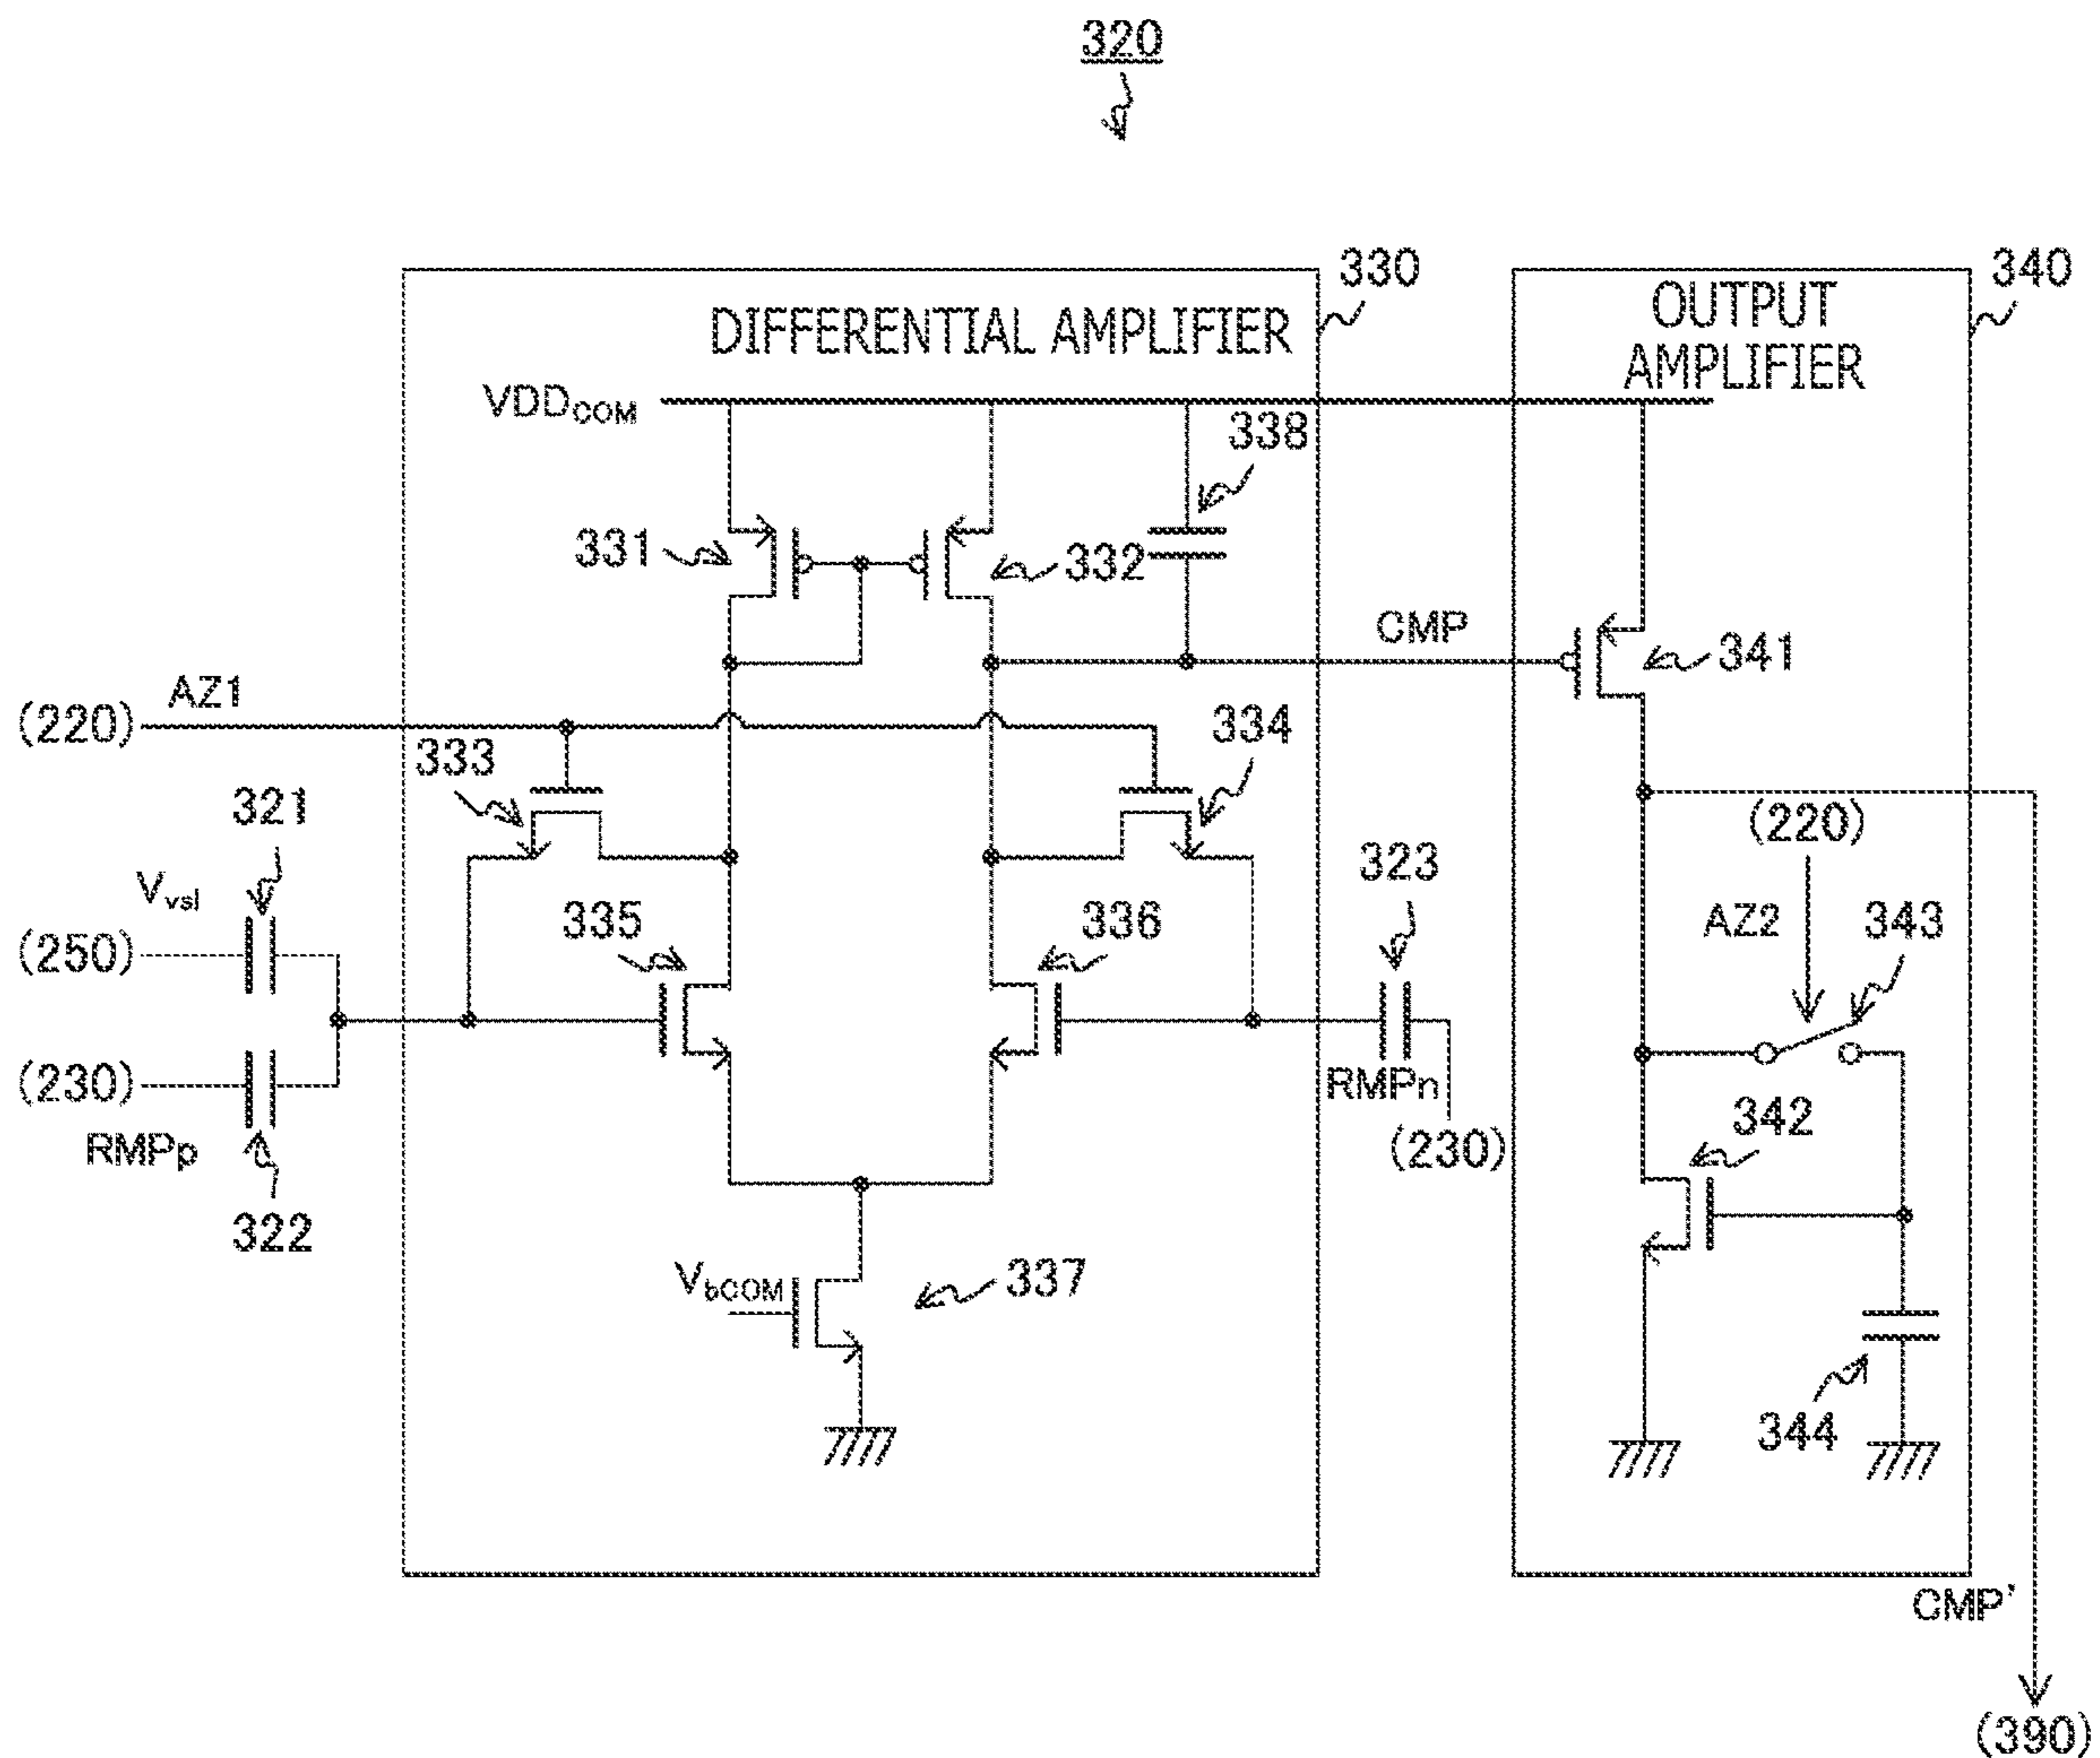 320
330
340
DIFFERENTIAL AMPLIFIER
OUTPUT
AMPLIFIER
VDDCOM
338
331
332
CMP
341
(220)
AZ1
333
334
321
Vvsl
(250)
335
336
323
(220)
AZ2
343
(230)
RMPp
322
RMPn
(230)
342
VbCOM
337
344
CMP'
(390)